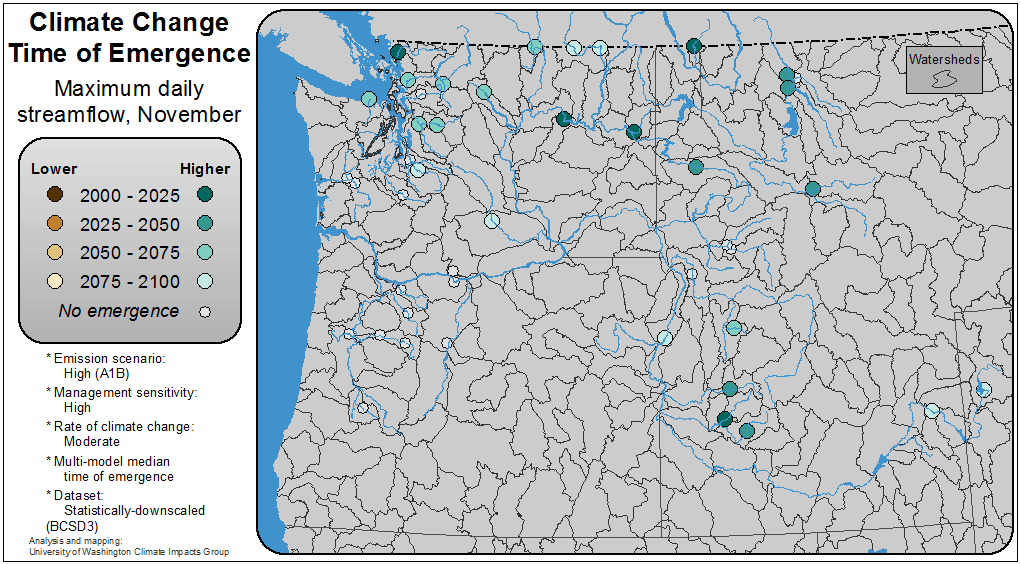 Climate Change
Time of Emergence
Maximum daily
streamflow, November
Lower Higher
2000 - 2025
2025 - 2050
2050 - 2075
2075 - 2100
No emergence
* Emission scenario:
High (A1B)
* Management sensitivity:
High
* Rate of climate change:
Moderate
* Multi-model median
time of emergence
* Dataset:
Statistically-downscaled
(BCSD3)
Analysis and mapping:
University of Washington Climate Impacts Group
Watersheds